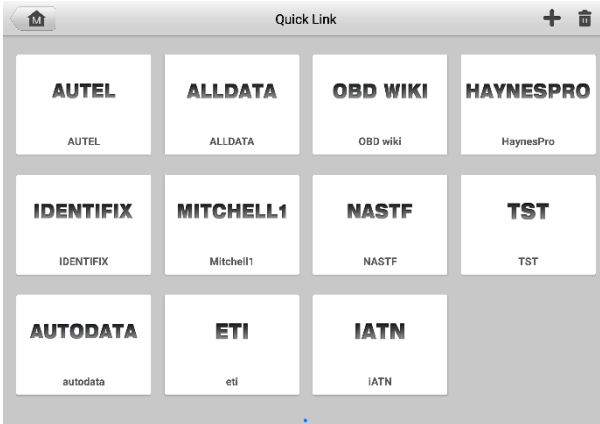 M
Quick Link
AUTEL
AUTEL
ALLDATA
ALLDATA
OBD WIKI
OBD wiki
HAYNESPRO
HaynesPro
IDENTIFIX
IDENTIFIX
MITCHELL1
Mitchell1
NASTF
NASTF
TST
TST
AUTODATA
autodata
ETI
eti
IATN
iATN